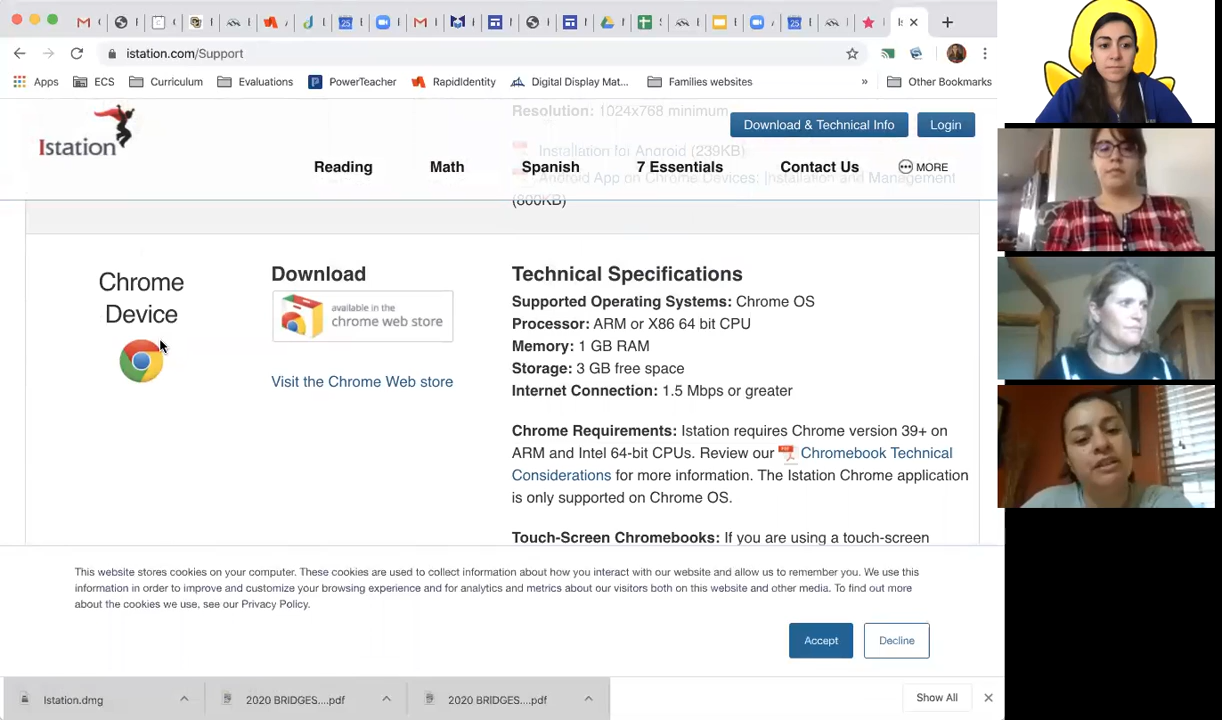 istation.com/Support
Apps ECS Curriculum Evaluations PowerTeacher RapidIdentity Digital Display Mat... Families websites » Other Bookmarks
Resolution: 1024x768 minimum
Download & Technical Info Login
Istation
Installation for Android (239KB)
Reading Math Spanish 7 Essentials Contact Us MORE
Android App on Chrome Devices: Installation and Management
(800KB)
Chrome
Device
Download
available in the
chrome web store
Visit the Chrome Web store
Technical Specifications
Supported Operating Systems: Chrome OS
Processor: ARM or X86 64 bit CPU
Memory: 1 GB RAM
Storage: 3 GB free space
Internet Connection: 1.5 Mbps or greater
Chrome Requirements: Istation requires Chrome version 39+ on
ARM and Intel 64-bit CPUs. Review our Chromebook Technical
Considerations for more information. The Istation Chrome application
is only supported on Chrome OS.
Touch-Screen Chromebooks: If you are using a touch-screen
This website stores cookies on your computer. These cookies are used to collect information about how you interact with our website and allow us to remember you. We use this
information in order to improve and customize your browsing experience and for analytics and metrics about our visitors both on this website and other media. To find out more
about the cookies we use, see our Privacy Policy.
Accept Decline
Istation.dmg 2020 BRIDGES....pdf 2020 BRIDGES....pdf Show All